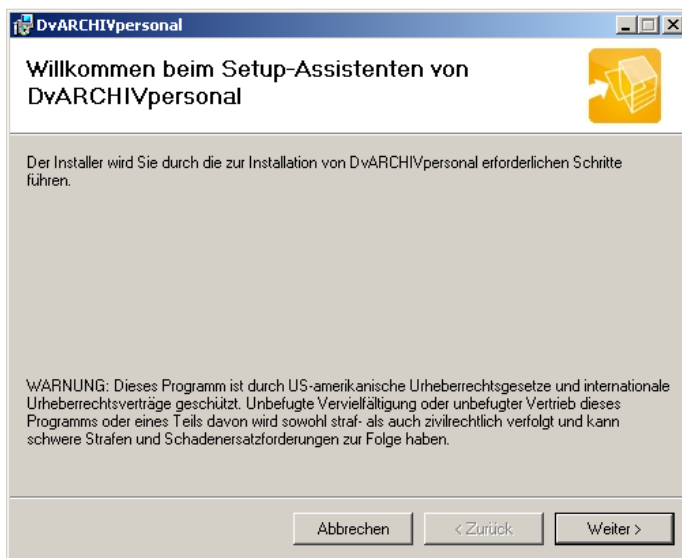 DvARCHIVpersonal
Willkommen beim Setup-Assistenten von
DvARCHIVpersonal
Der Installer wird Sie durch die zur Installation von DvARCHIVpersonal erforderlichen Schritte
führen.
WARNUNG: Dieses Programm ist durch US-amerikanische Urheberrechtsgesetze und internationale
Urheberrechtsverträge geschützt. Unbefugte Vervielfältigung oder unbefugter Vertrieb dieses
Programms oder eines Teils davon wird sowohl straf- als auch zivilrechtlich verfolgt und kann
schwere Strafen und Schadenersatzforderungen zur Folge haben.
Abbrechen
< Zurück
Weiter >